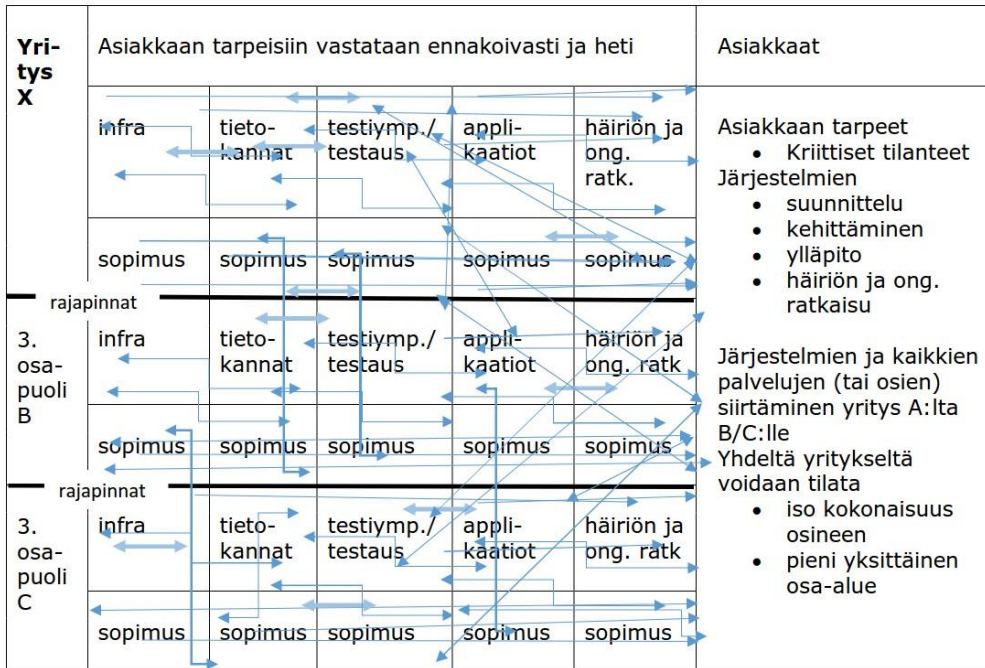 Yri-
tys
X
Asiakkaan tarpeisiin vastataan ennakoivasti ja heti
Asiakkaat
infra
tieto-
kannat
testiymp./
testaus
appli-
kaatiot
häiriön ja
ong.
ratk.
sopimus
sopimus
sopimus
sopimus
sopimus
rajapinnat
3.
osa-
puoli
B
infra
tieto-
kannat
testiymp./
testaus
appli-
kaatiot
häiriön ja
ong. ratk
sopimus
sopimus
sopimus
sopimus
sopimus
rajapinnat
3.
osa-
puoli
C
infra
tieto-
kannat
testiymp./
testaus
appli-
kaatiot
häiriön ja
ong. ratk
sopimus
sopimus
sopimus
sopimus
sopimus
Asiakkaan tarpeet
• Kriittiset tilanteet
Järjestelmien
• suunnittelu
• kehittäminen
• ylläpito
• häiriön ja ong.
ratkaisu
Järjestelmien ja kaikkien
palvelujen (tai osien)
siirtäminen yritys A:lta
B/C:lle
Yhdeltä yritykseltä
voidaan tilata
• iso kokonaisuus
osineen
• pieni yksittäinen
osa-alue